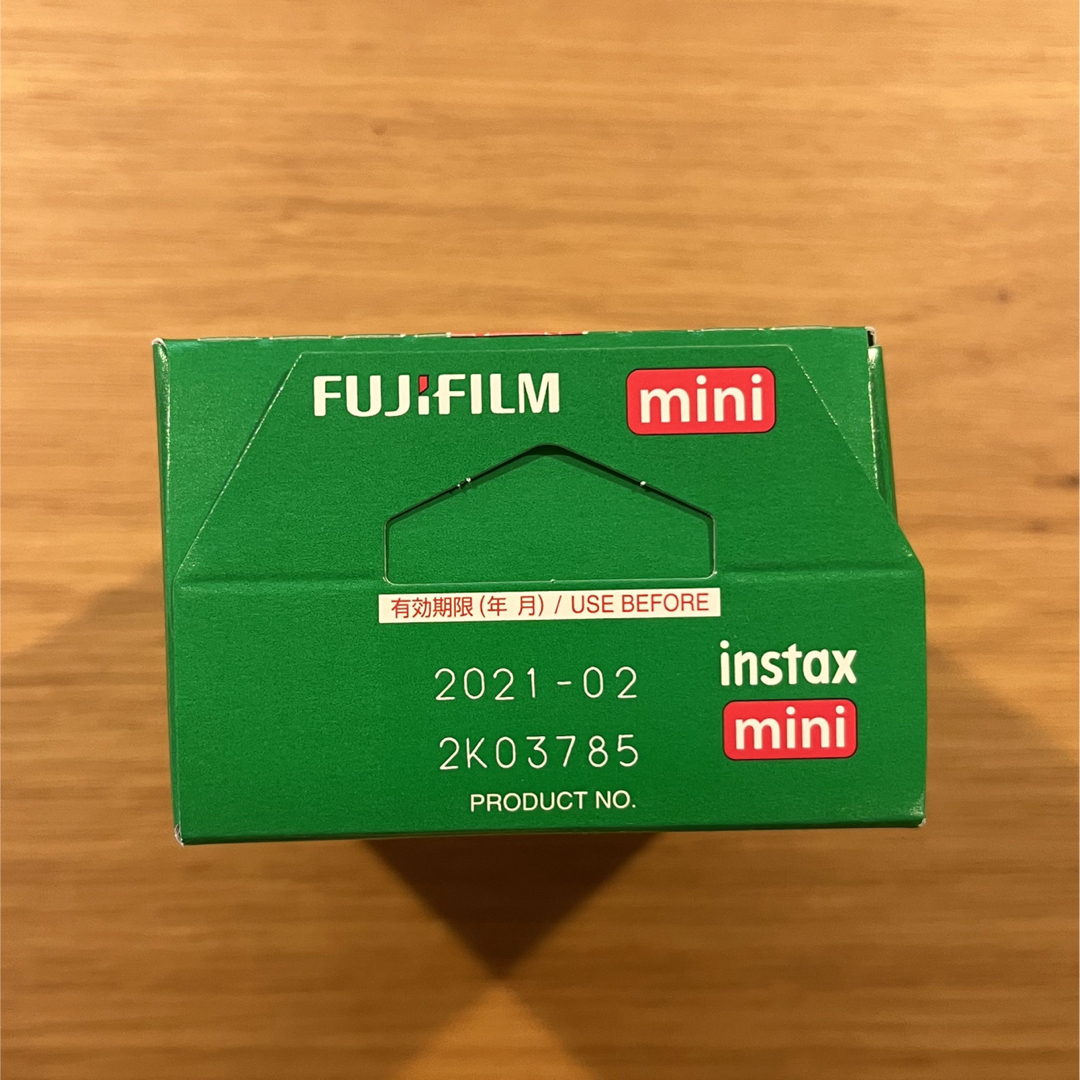 FUJIFILM mini
有効期限(年 月) / USE BEFORE
2021-02
2K03785
PRODUCT NO.
instax
mini